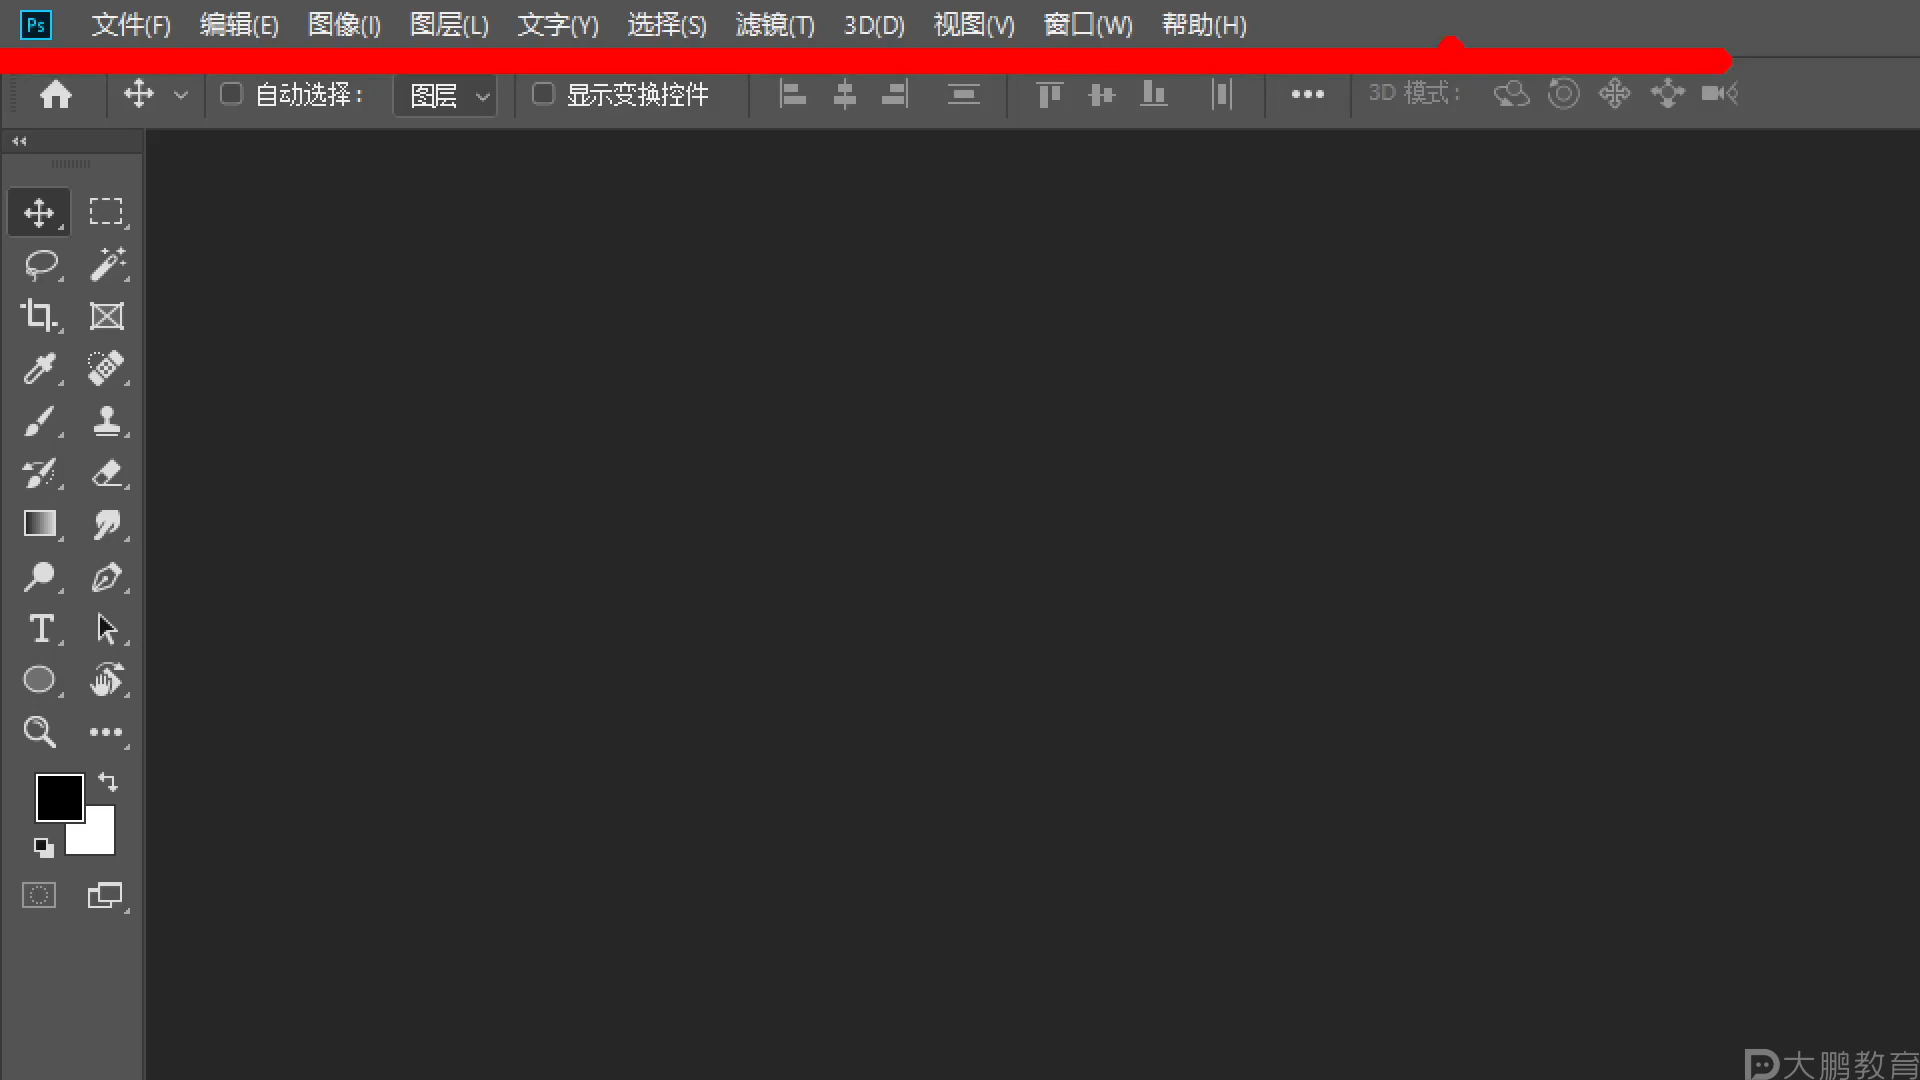 Ps 文件(F) 编辑(E) 图像(I) 图层(L) 文字(Y) 选择(S) 滤镜(T) 3D(D) 视图(V) 窗口(W) 帮助(H)
自动选择: 图层 显示变换控件 3D 模式:
大鹏教育